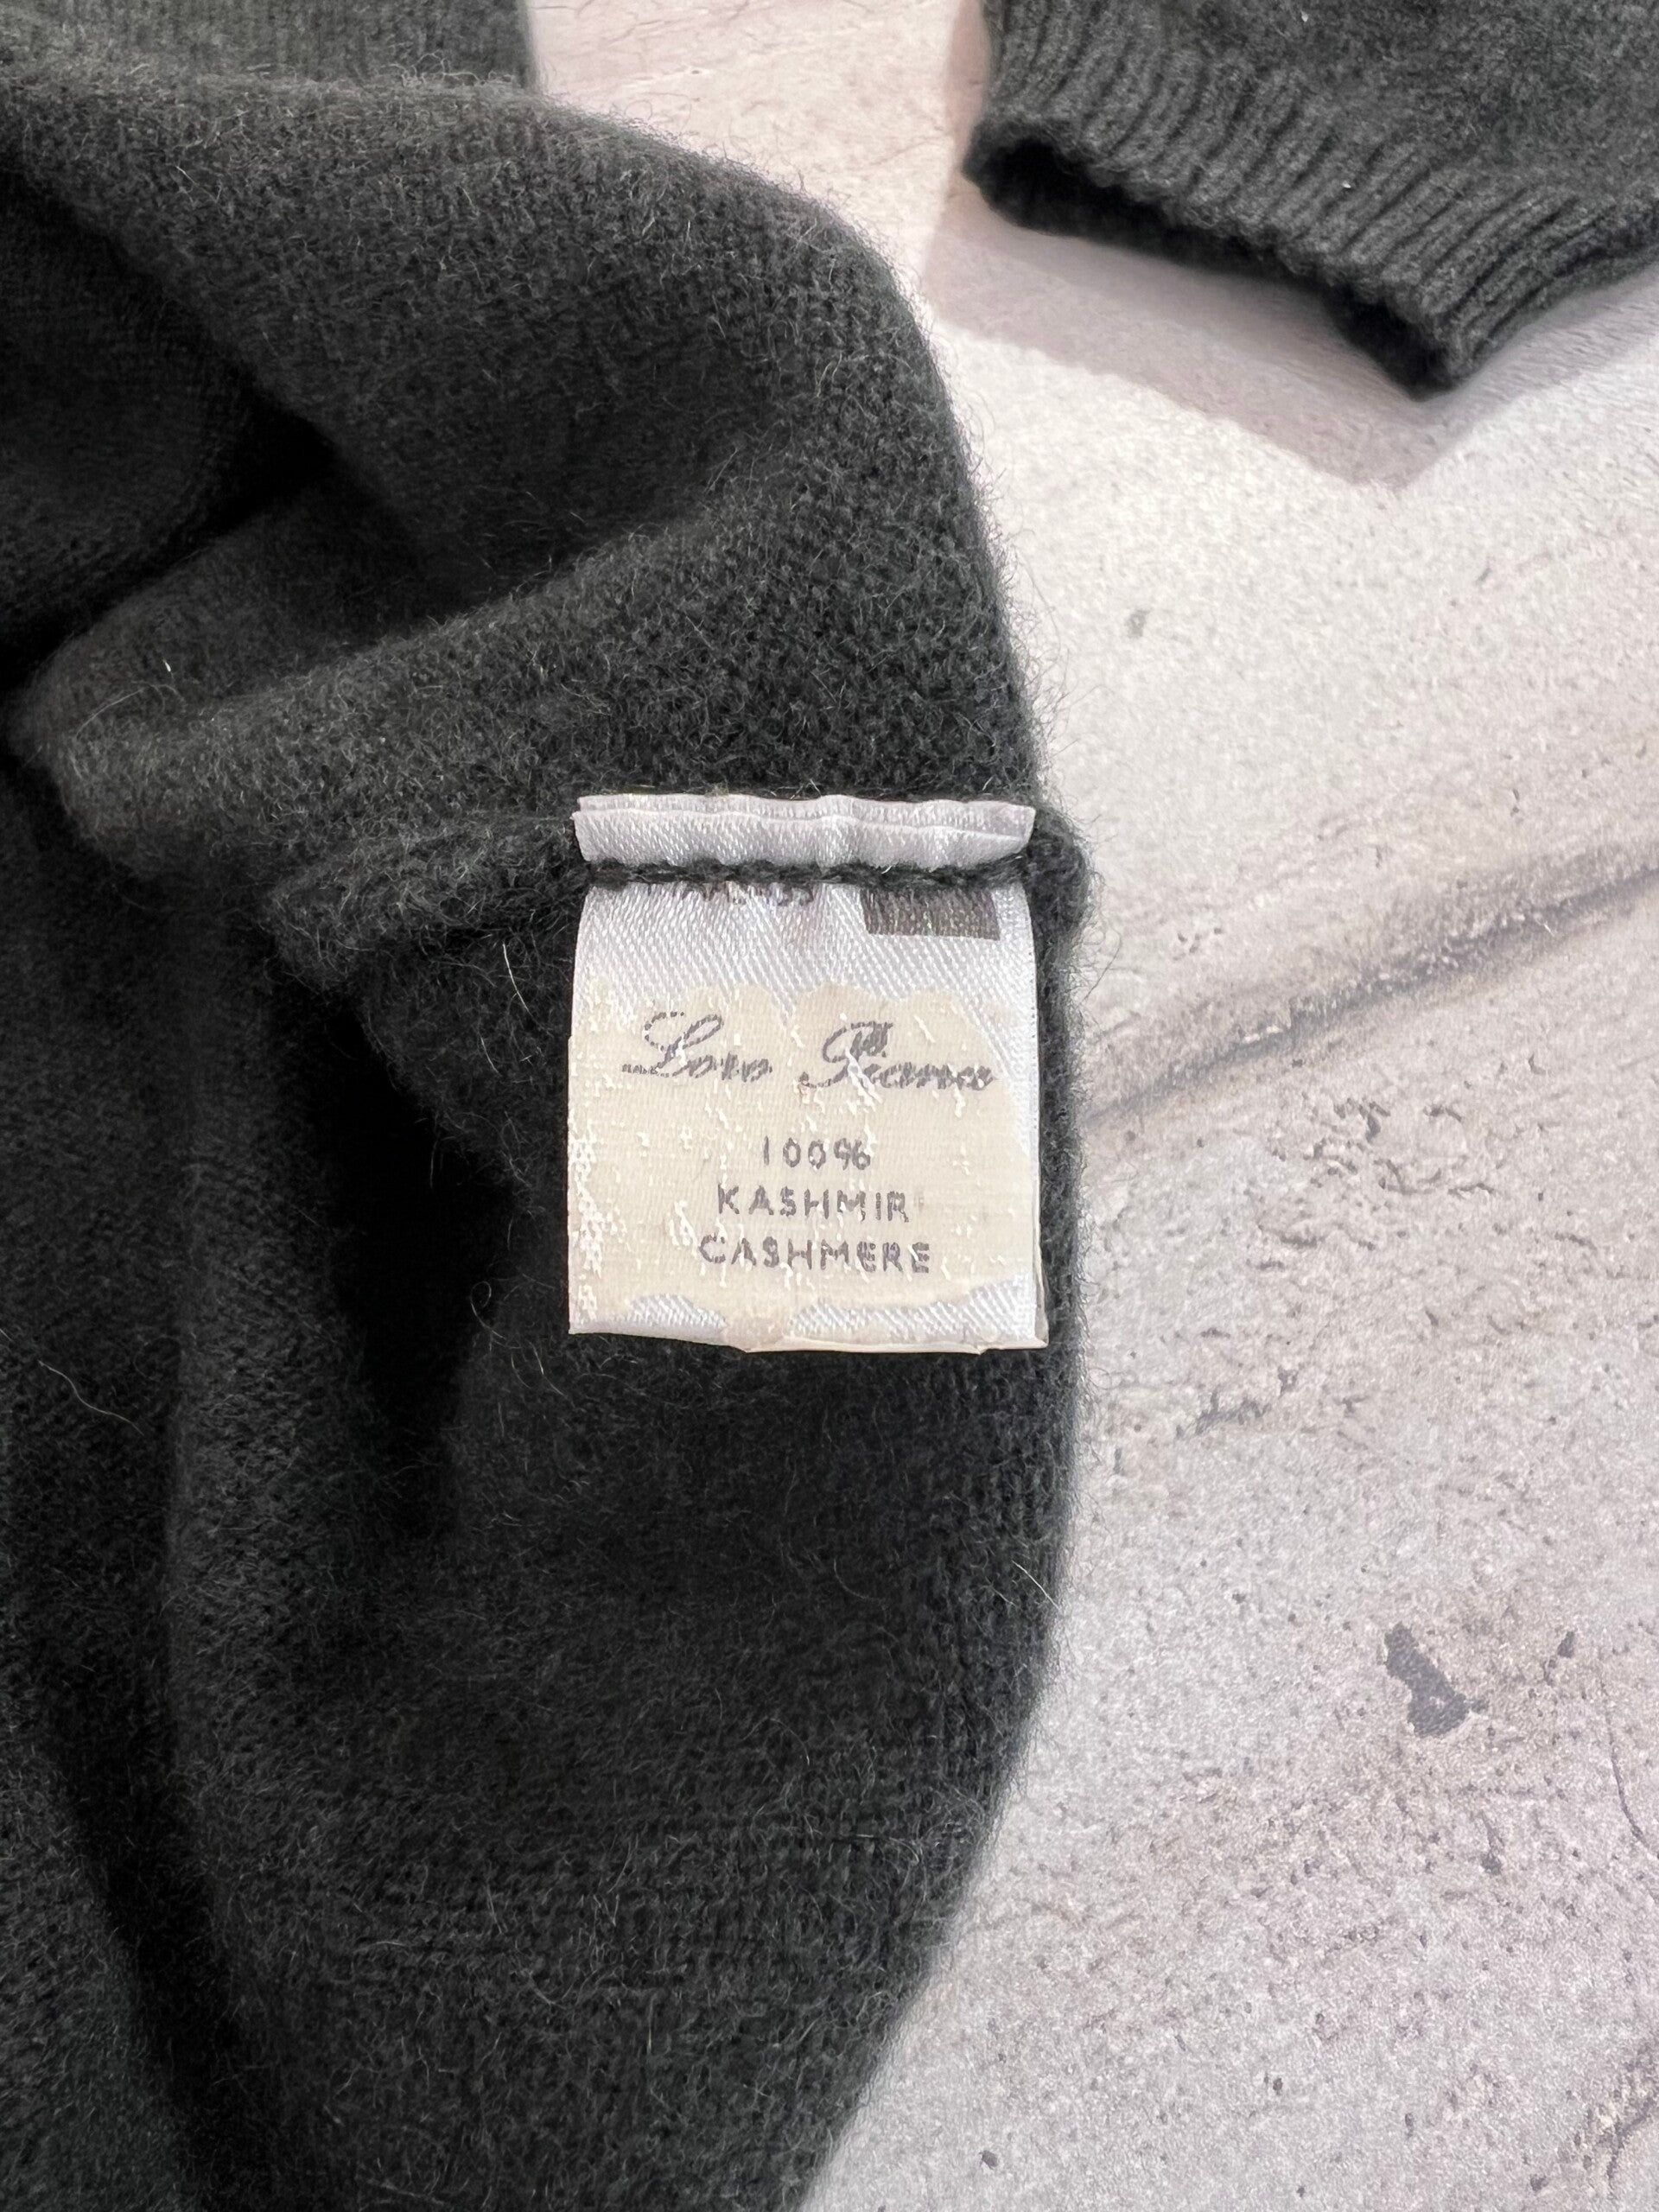 Loro Piana
100%
KASHMIR
CASHMERE